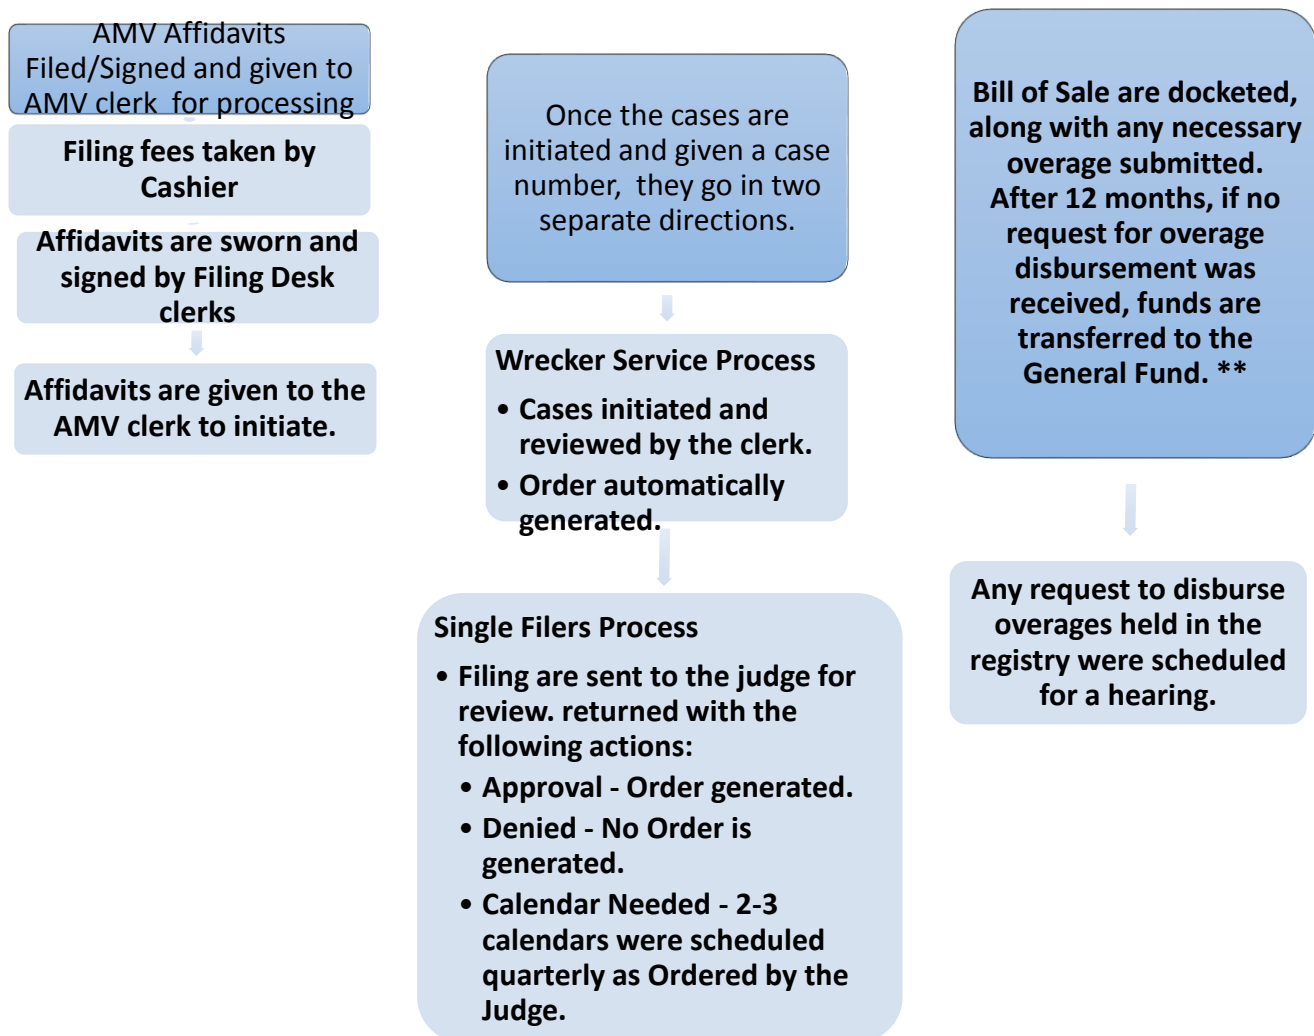 AMV Affidavits
Filed/Signed and given to
AMV clerk for processing
Filing fees taken by
Cashier
Affidavits are sworn and
signed by Filing Desk
clerks
Affidavits are given to the
AMV clerk to initiate.
Once the cases are
initiated and given a case
number, they go in two
separate directions.
Wrecker Service Process
• Cases initiated and
reviewed by the clerk.
• Order automatically
generated.
Single Filers Process
• Filing are sent to the judge for
review. returned with the
following actions:
• Approval - Order generated.
• Denied - No Order is
generated.
• Calendar Needed - 2-3
calendars were scheduled
quarterly as Ordered by the
Judge.
Bill of Sale are docketed,
along with any necessary
overage submitted.
After 12 months, if no
request for overage
disbursement was
received, funds are
transferred to the
General Fund. **
Any request to disburse
overages held in the
registry were scheduled
for a hearing.